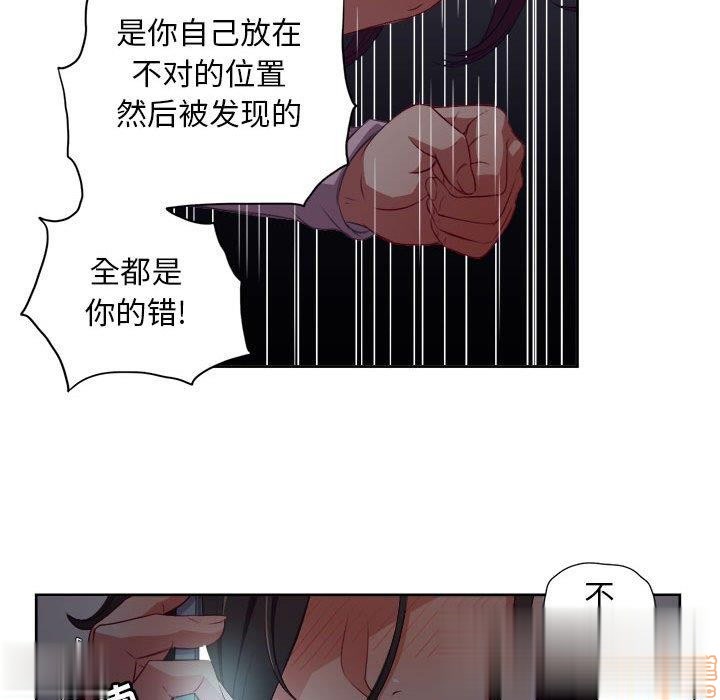 是你自己放在
不对的位置
然后被发现的
全都是
你的错!
不